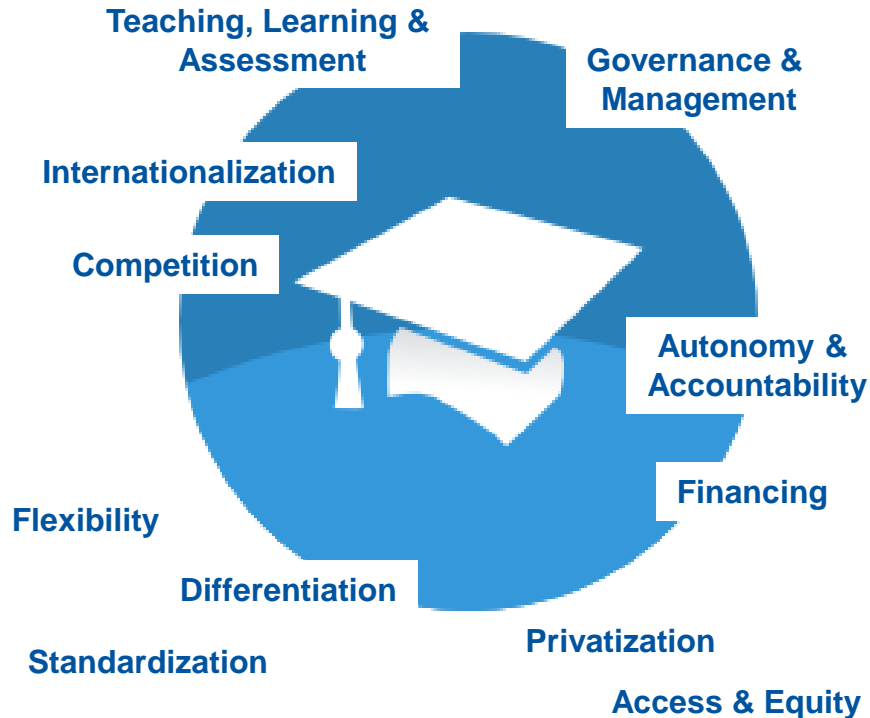 Teaching, Learning &
Assessment
Governance &
Management
Internationalization
Competition
Autonomy &
Accountability
Financing
Flexibility
Differentiation
Privatization
Standardization
Access & Equity